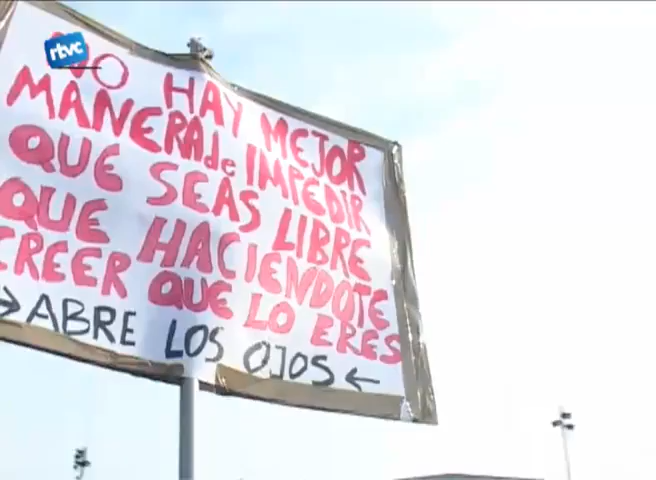 rtvc
NO HAY MEJOR
MANERA de IMPEDIR
QUE SEAS LIBRE
QUE HACIENDOTE
CREER QUE LO ERES
→ABRE LOS OJOS←